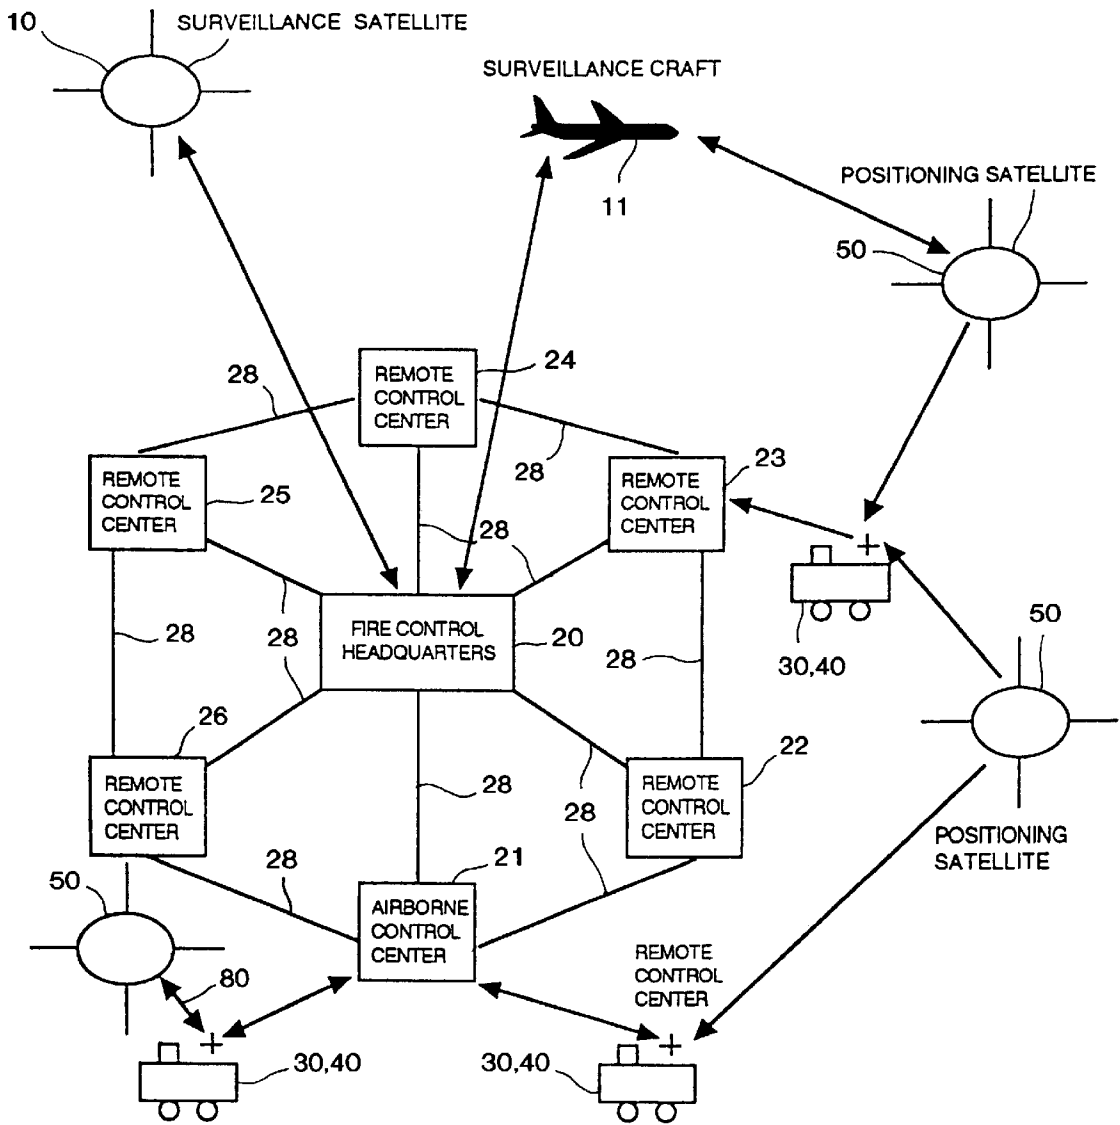 10
SURVEILLANCE SATELLITE
SURVEILLANCE CRAFT
11
POSITIONING SATELLITE
50
24
REMOTE
CONTROL
CENTER
28
28
23
REMOTE
CONTROL
CENTER
25
REMOTE
CONTROL
CENTER
28
28
28
28
FIRE CONTROL
HEADQUARTERS
20
28
30,40
50
26
REMOTE
CONTROL
CENTER
28
28
22
REMOTE
CONTROL
CENTER
POSITIONING
SATELLITE
21
28
28
50
AIRBORNE
CONTROL
CENTER
REMOTE
CONTROL
CENTER
80
30,40
30,40